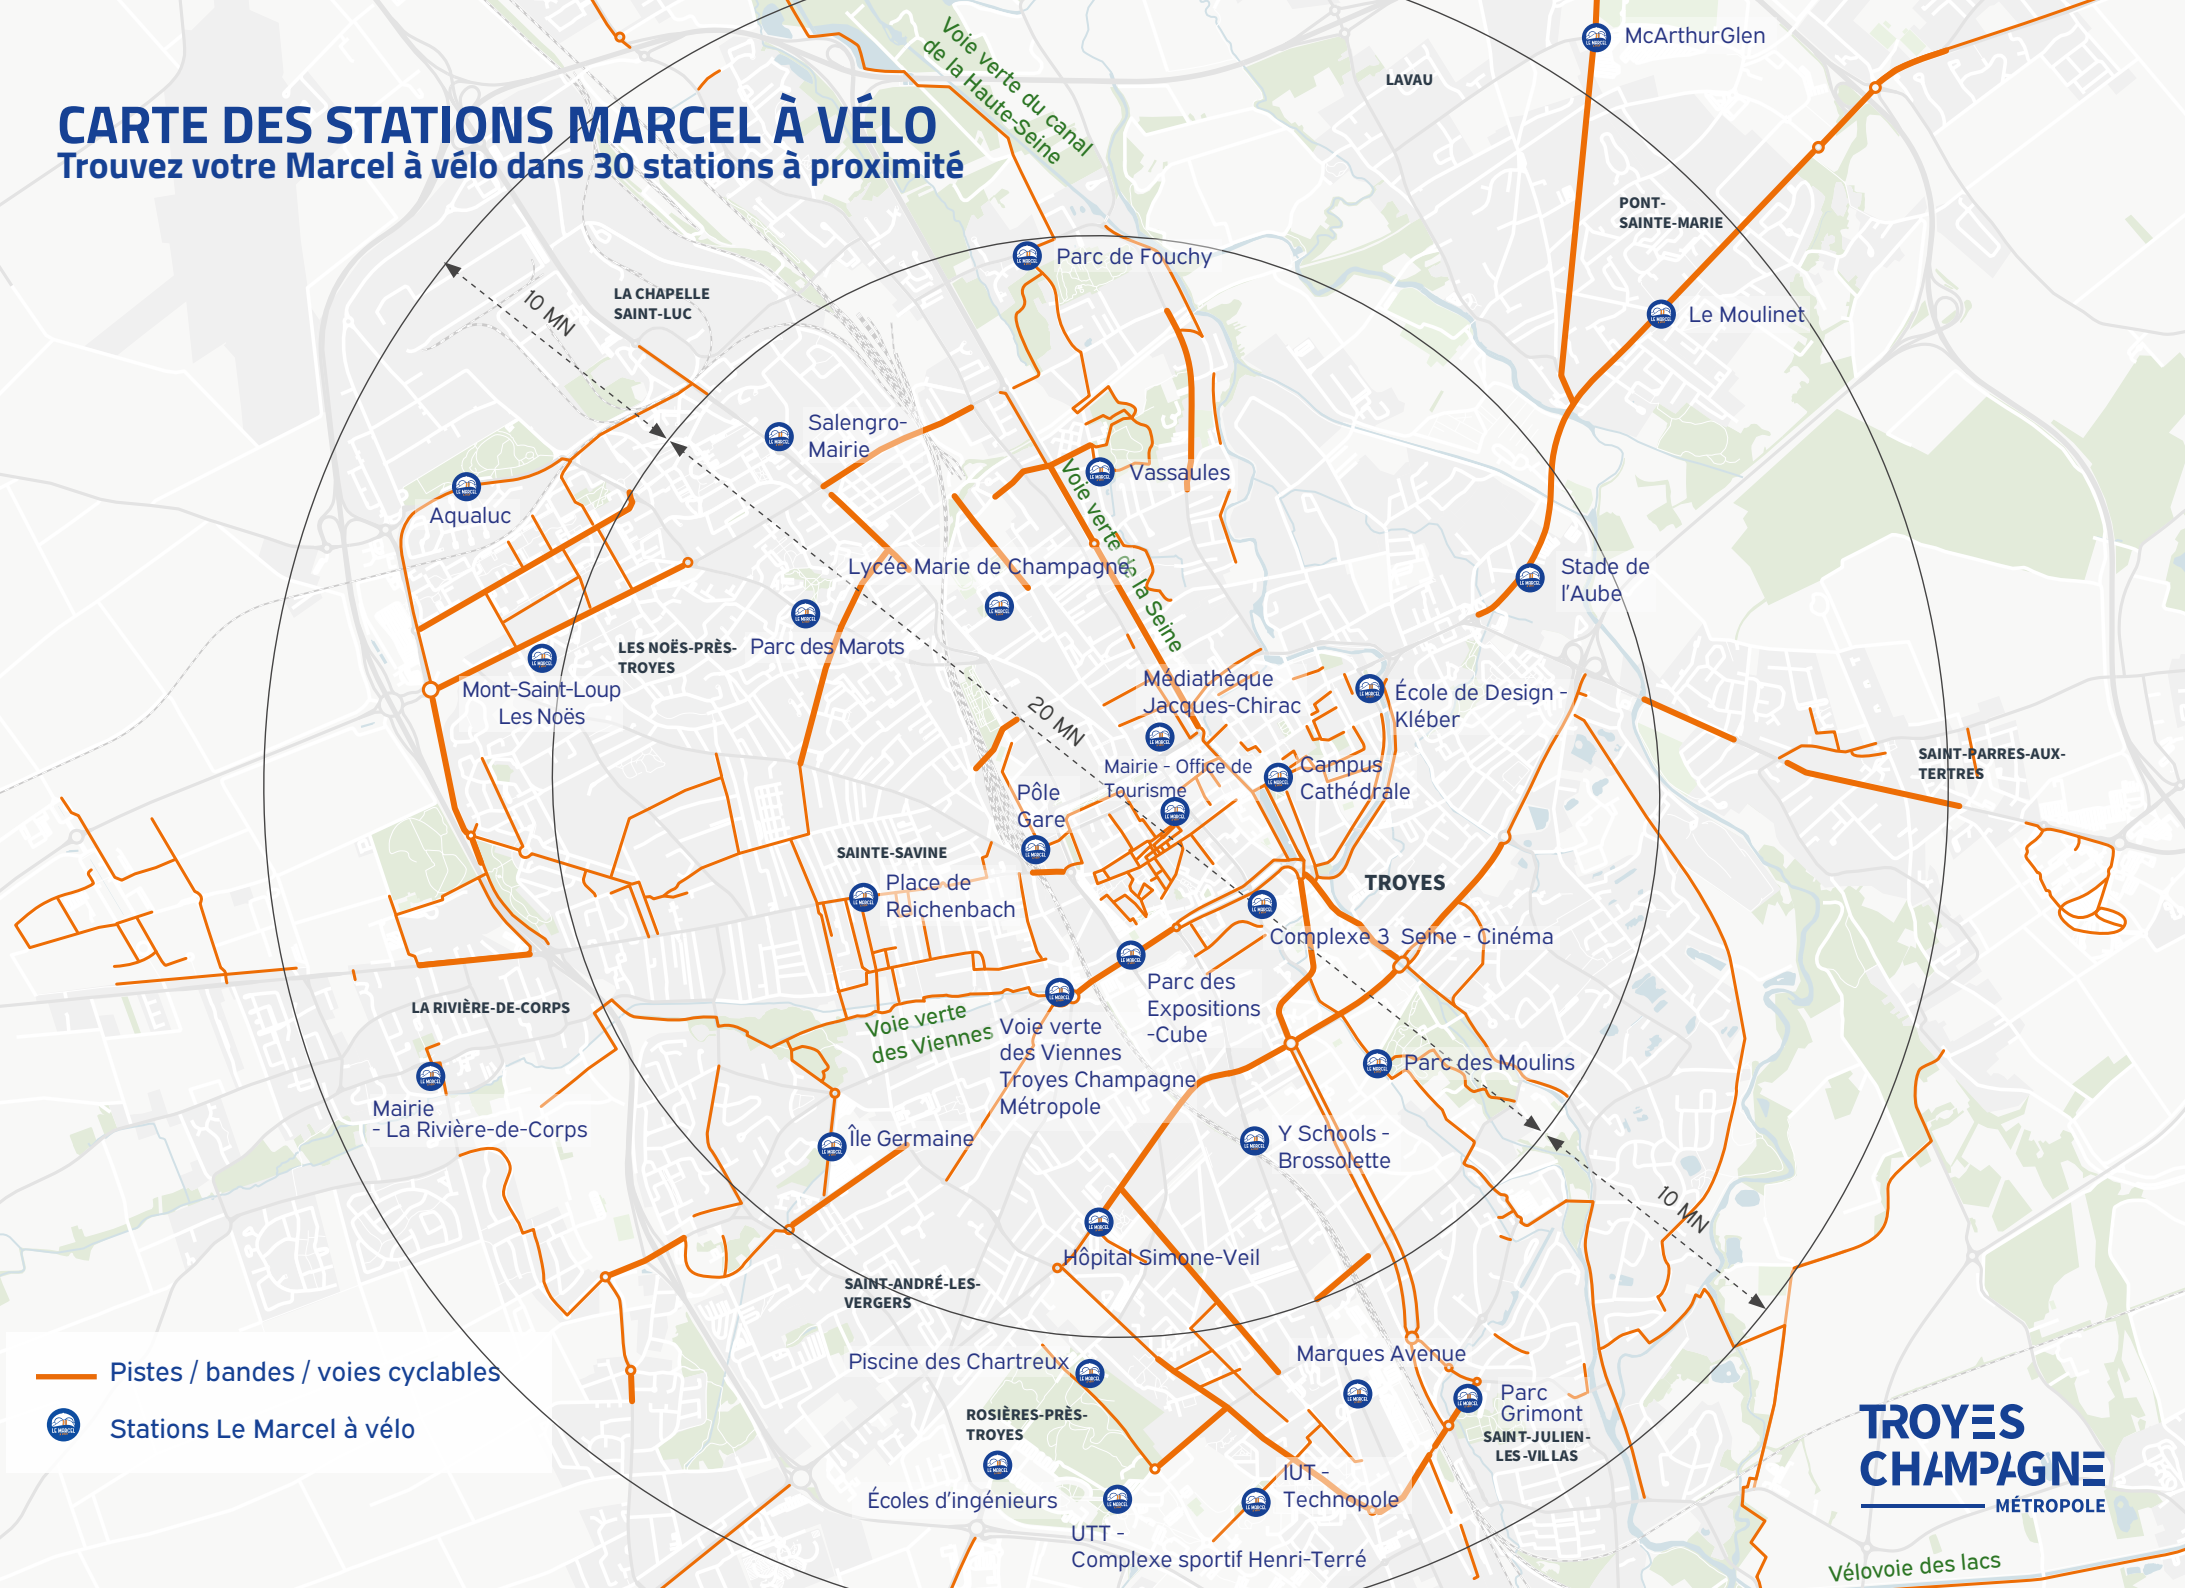 CARTE DES STATIONS MARCEL À VÉLO
Trouvez votre Marcel à vélo dans 30 stations à proximité
Voie verte du canal
de la Haute-Seine
McArthurGlen
LAVAU
PONT-
SAINTE-MARIE
Parc de Fouchy
10 MN
LA CHAPELLE
SAINT-LUC
Le Moulinet
Salengro-
Mairie
Vassaules
Aqualuc
Voie verte de la Seine
Lycée Marie de Champagne
Stade de
l'Aube
Parc des Marots
LES NOËS-PRÈS-
TROYES
Mont-Saint-Loup
Les Noës
Médiathèque
Jacques-Chirac
École de Design -
Kléber
20 MN
Mairie - Office de
Tourisme
Campus
Cathédrale
SAINT-PARRES-AUX-
TERTRES
Pôle
Gare
SAINTE-SAVINE
Place de
Reichenbach
TROYES
Complexe 3 Seine - Cinéma
Parc des
Expositions
-Cube
LA RIVIÈRE-DE-CORPS
Voie verte
des Viennes
Voie verte
des Viennes
Troyes Champagne
Métropole
Parc des Moulins
Mairie
- La Rivière-de-Corps
Île Germaine
Y Schools -
Brossolette
10 MN
Hôpital Simone-Veil
SAINT-ANDRÉ-LES-
VERGERS
Piscine des Chartreux
Marques Avenue
Parc
Grimont
SAINT-JULIEN-
LES-VILLAS
ROSIÈRES-PRÈS-
TROYES
Écoles d'ingénieurs
IUT -
Technopole
UTT -
Complexe sportif Henri-Terré
Pistes / bandes / voies cyclables
LE MARCEL
Stations Le Marcel à vélo
TROYES
CHAMPAGNE
MÉTROPOLE
Vélovoie des lacs